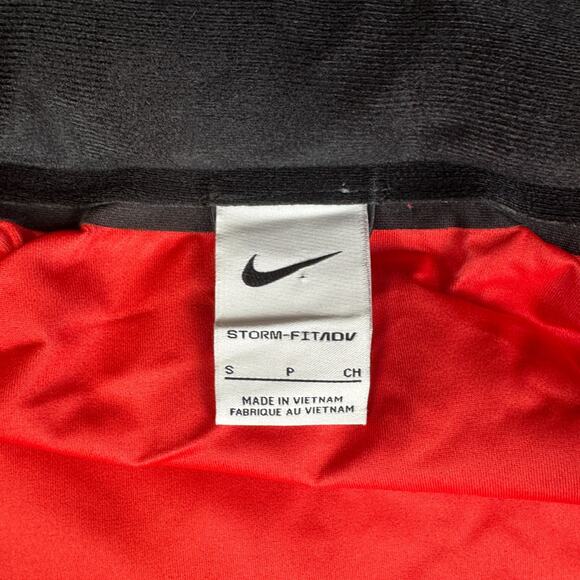 STORM-FIT ADV
S P CH
MADE IN VIETNAM
FABRIQUE AU VIETNAM